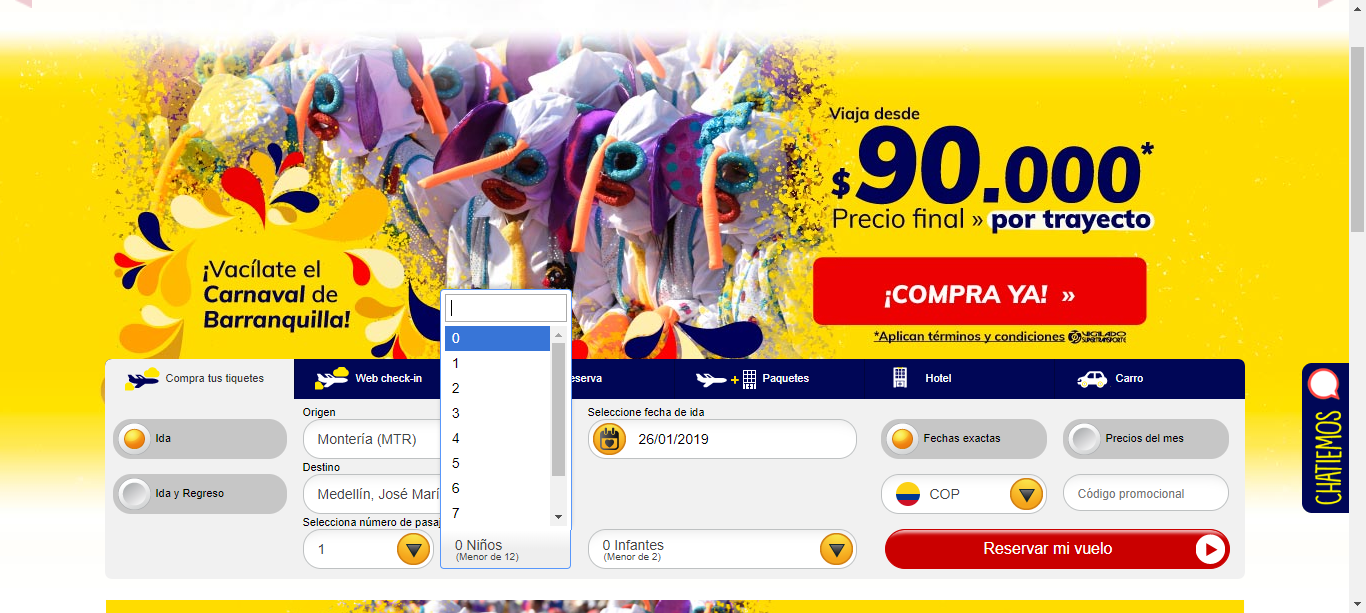 Viaja desde
$90.000*
Precio final » por trayecto
¡COMPRA YA! »
*Aplican términos y condiciones VIGILADO
SUPERTRANSPORTE
¡Vacílate el
Carnaval de
Barranquilla!
Compra tus tiquetes
Web check-in
eserva
Paquetes
Hotel
Carro
Ida
Ida y Regreso
Origen
Montería (MTR)
Destino
Medellín, José Marí
Selecciona número de pasaj
1
0
1
2
3
4
5
6
7
0 Niños
(Menor de 12)
Seleccione fecha de ida
26/01/2019
0 Infantes
(Menor de 2)
Fechas exactas
Precios del mes
COP
Código promocional
Reservar mi vuelo
CHATIEMOS